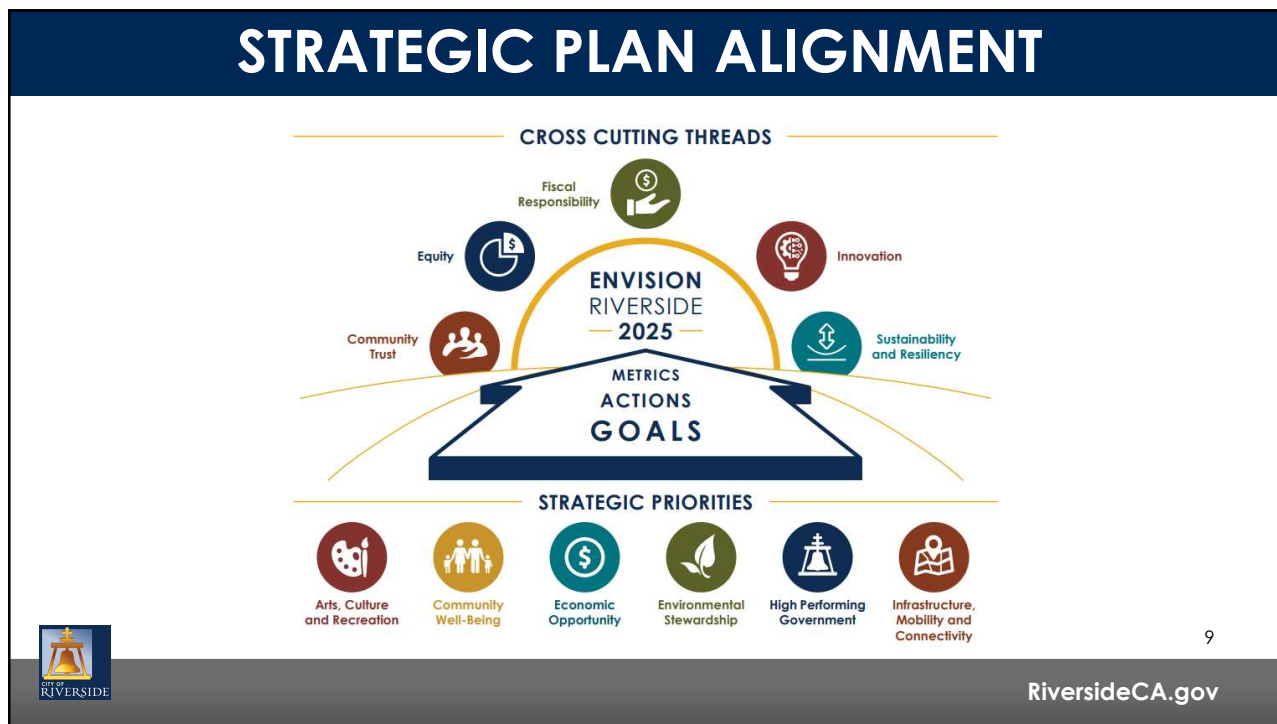 STRATEGIC PLAN ALIGNMENT
CROSS CUTTING THREADS
Fiscal
Responsibility
$
Equity
$
Innovation
Community
Trust
Sustainability
and Resiliency
ENVISION
RIVERSIDE
2025
METRICS
ACTIONS
GOALS
STRATEGIC PRIORITIES
$
Arts, Culture
and Recreation
Community
Well-Being
Economic
Opportunity
Environmental
Stewardship
High Performing
Government
Infrastructure,
Mobility and
Connectivity
9
CITY OF
RIVERSIDE
RiversideCA.gov